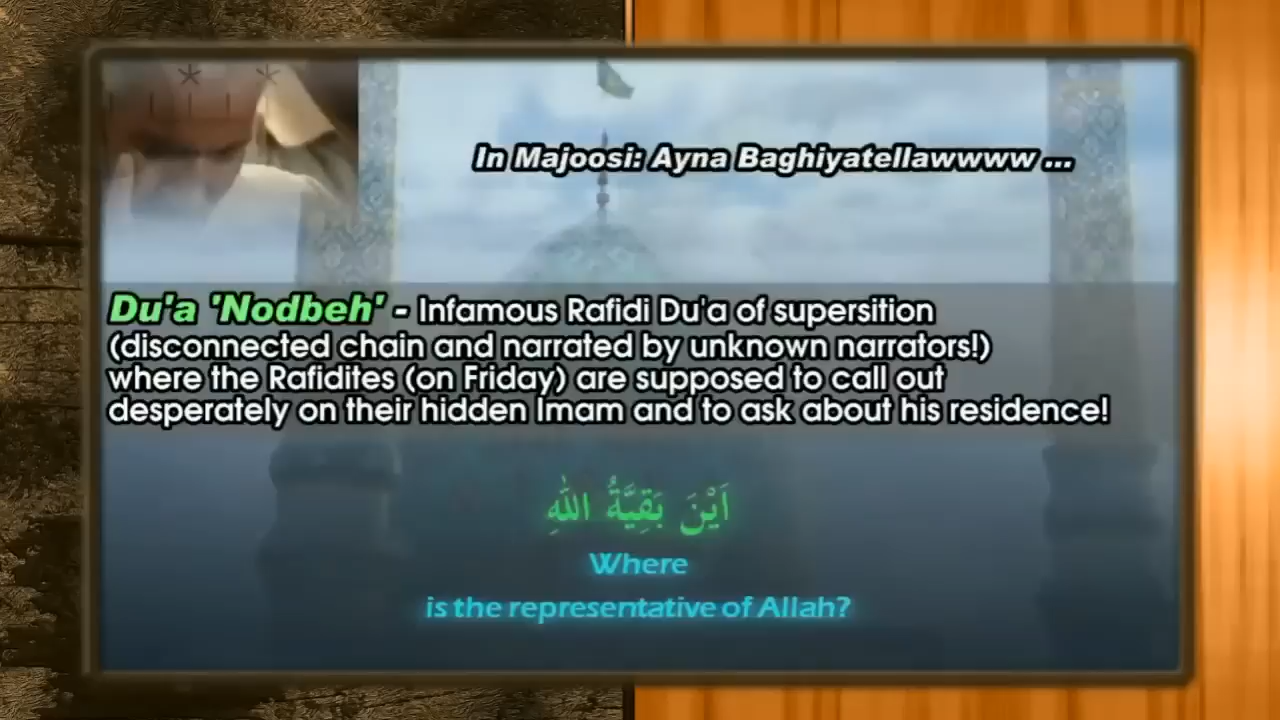 In Majoosi: Ayna Baghiyatellawwww ...
Du'a 'Nodbeh' - Infamous Rafidi Du'a of supersition
(disconnected chain and narrated by unknown narrators!)
where the Rafidites (on Friday) are supposed to call out
desperately on their hidden Imam and to ask about his residence!
اَيْنَ بَقِيَّةُ اللهِ
Where
is the representative of Allah?